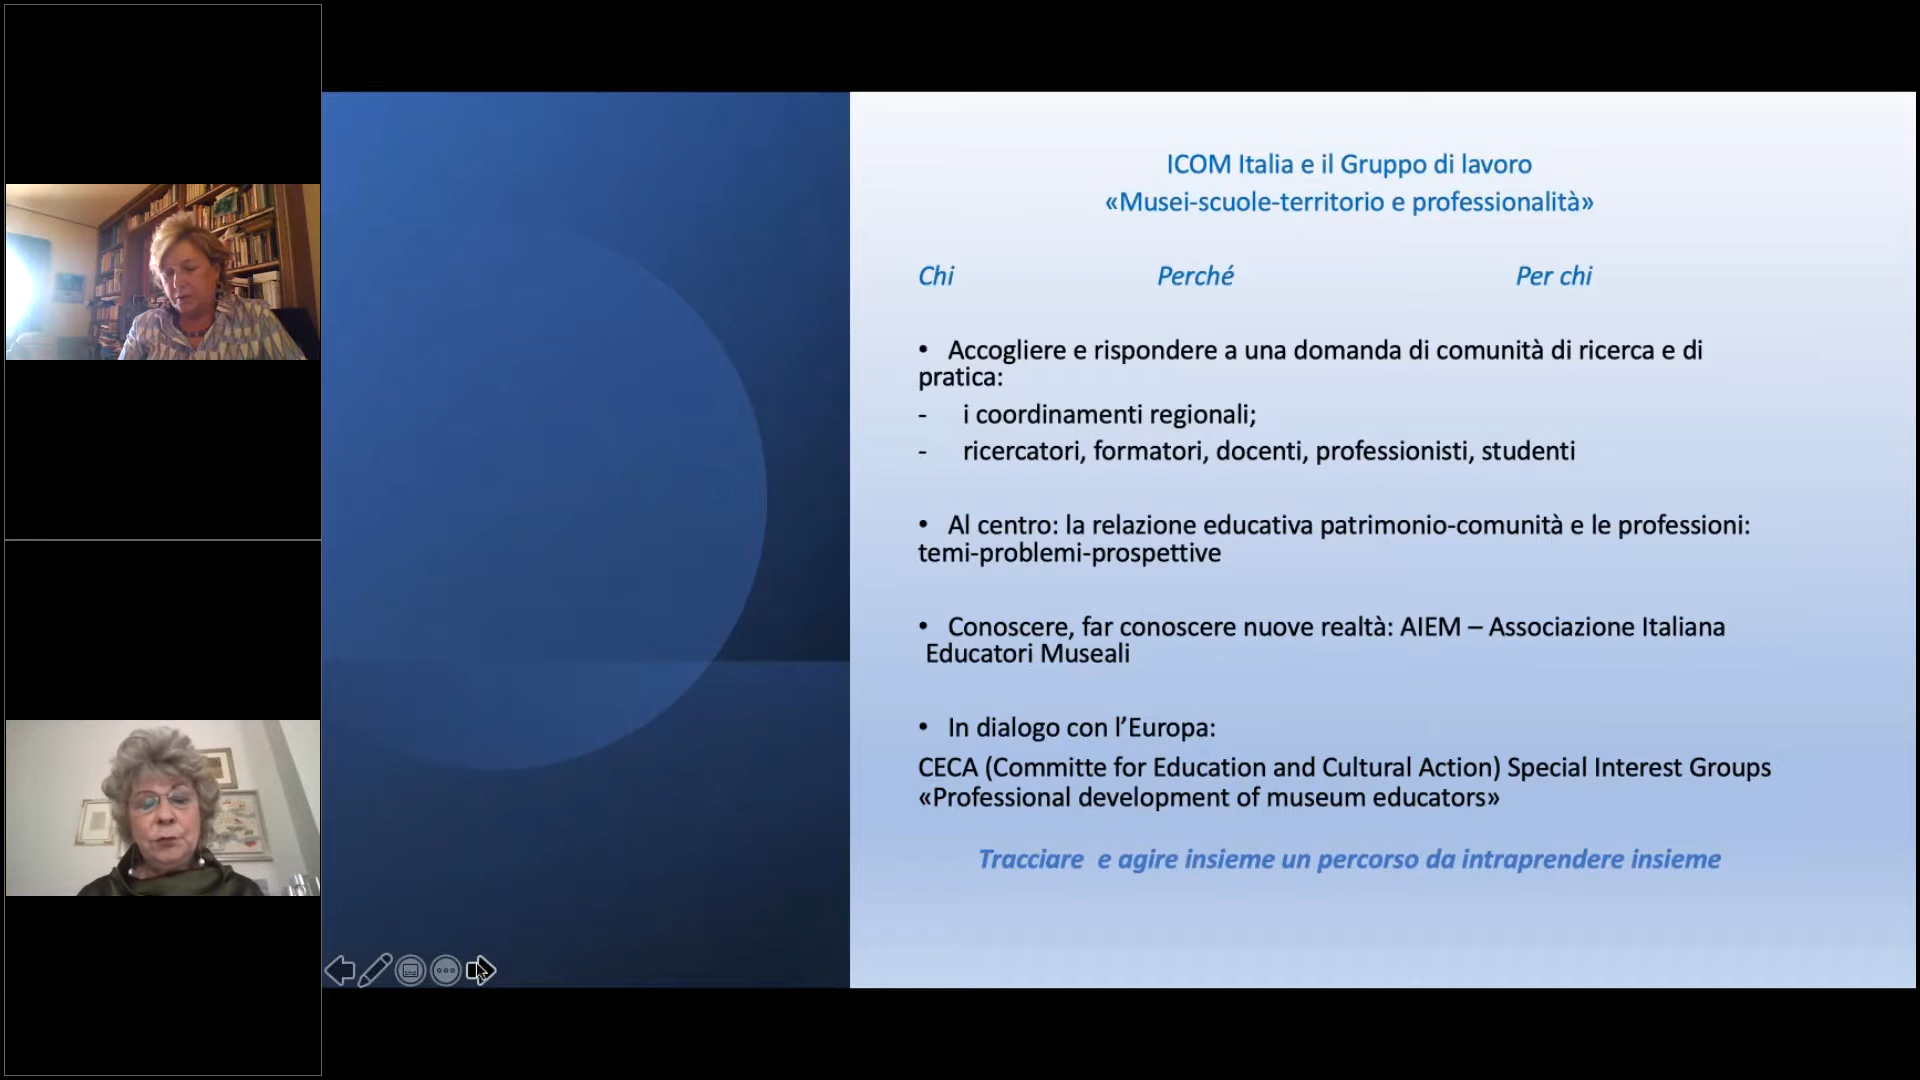 ICOM Italia e il Gruppo di lavoro
«Musei-scuole-territorio e professionalità»
Chi Perché Per chi
• Accogliere e rispondere a una domanda di comunità di ricerca e di
pratica:
- i coordinamenti regionali;
- ricercatori, formatori, docenti, professionisti, studenti
• Al centro: la relazione educativa patrimonio-comunità e le professioni:
temi-problemi-prospettive
• Conoscere, far conoscere nuove realtà: AIEM – Associazione Italiana
Educatori Museali
• In dialogo con l’Europa:
CECA (Committe for Education and Cultural Action) Special Interest Groups
«Professional development of museum educators»
Tracciare e agire insieme un percorso da intraprendere insieme